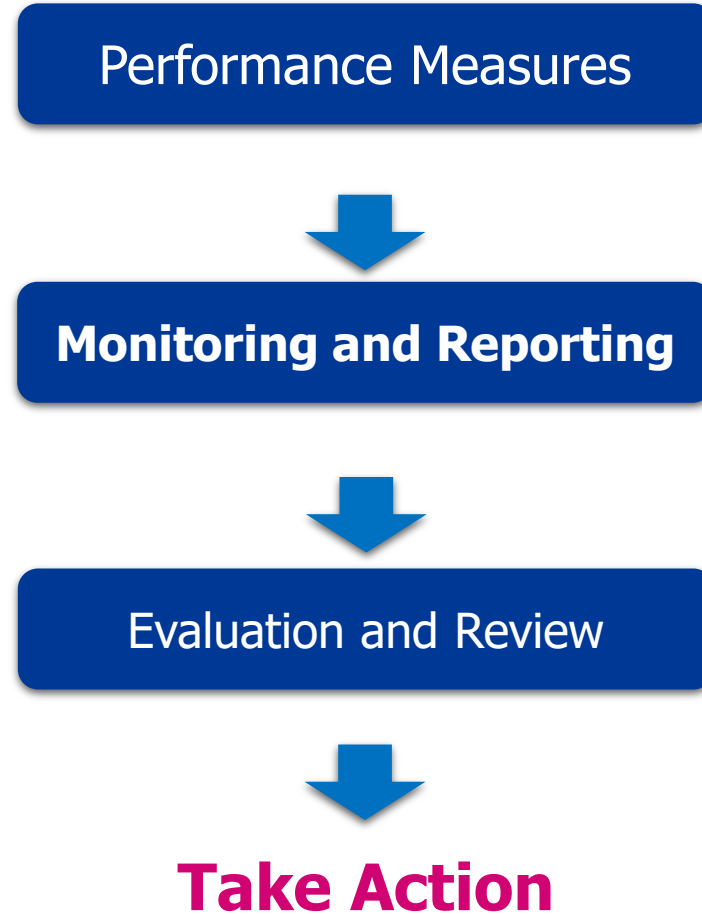 Performance Measures
Monitoring and Reporting
Evaluation and Review
Take Action